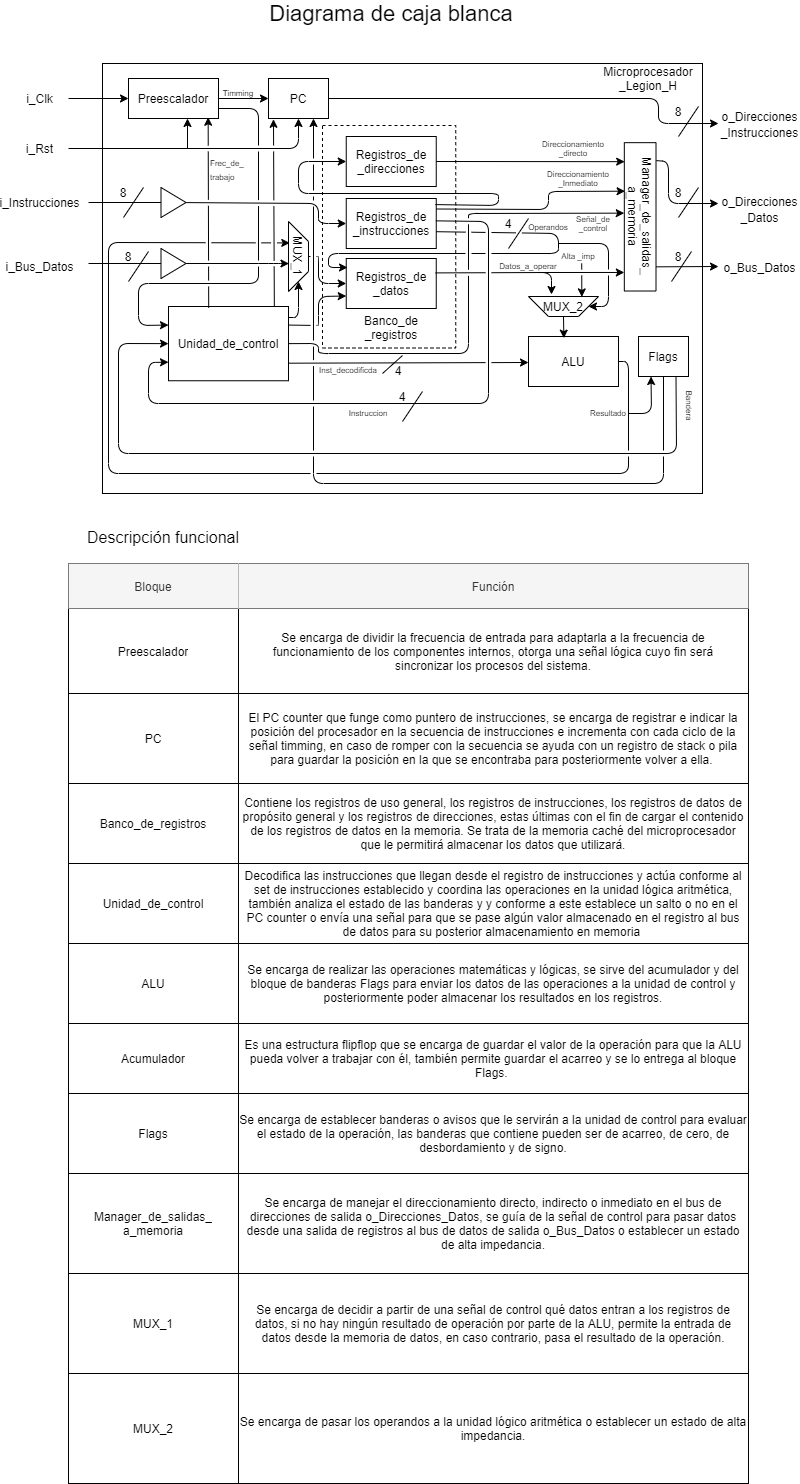 Diagrama de caja blanca
Microprocesador
_Legion_H
i_Clk
Preescalador
Timming
PC
8
o_Direcciones
_Instrucciones
i_Rst
Frec_de_
trabajo
Registros_de
_direcciones
Direccionamiento
_directo
Direccionamiento
_Inmediato
Manager_de_salidas_
a_memoria
i_Instrucciones
8
Registros_de
_instrucciones
4
Operandos
Señal_de
_control
8
o_Direcciones
_Datos
i_Bus_Datos
8
MUX_1
Registros_de
_datos
Datos_a_operar
Alta _imp
8
o_Bus_Datos
MUX_2
Banco_de
_registros
Unidad_de_control
ALU
Flags
Inst_decodificda
4
Instruccion
4
Resultado
Bandera
Descripción funcional
Bloque
Función
Preescalador
Se encarga de dividir la frecuencia de entrada para adaptarla a la frecuencia de
funcionamiento de los componentes internos, otorga una señal lógica cuyo fin será
sincronizar los procesos del sistema.
PC
El PC counter que funge como puntero de instrucciones, se encarga de registrar e indicar la
posición del procesador en la secuencia de instrucciones e incrementa con cada ciclo de la
señal timming, en caso de romper con la secuencia se ayuda con un registro de stack o pila
para guardar la posición en la que se encontraba para posteriormente volver a ella.
Banco_de_registros
Contiene los registros de uso general, los registros de instrucciones, los registros de datos de
propósito general y los registros de direcciones, estas últimas con el fin de cargar el contenido
de los registros de datos en la memoria. Se trata de la memoria caché del microprocesador
que le permitirá almacenar los datos que utilizará.
Unidad_de_control
Decodifica las instrucciones que llegan desde el registro de instrucciones y actúa conforme al
set de instrucciones establecido y coordina las operaciones en la unidad lógica aritmética,
también analiza el estado de las banderas y y conforme a este establece un salto o no en el
PC counter o envía una señal para que se pase algún valor almacenado en el registro al bus
de datos para su posterior almacenamiento en memoria
ALU
Se encarga de realizar las operaciones matemáticas y lógicas, se sirve del acumulador y del
bloque de banderas Flags para enviar los datos de las operaciones a la unidad de control y
posteriormente poder almacenar los resultados en los registros.
Acumulador
Es una estructura flipflop que se encarga de guardar el valor de la operación para que la ALU
pueda volver a trabajar con él, también permite guardar el acarreo y se lo entrega al bloque
Flags.
Flags
Se encarga de establecer banderas o avisos que le servirán a la unidad de control para evaluar
el estado de la operación, las banderas que contiene pueden ser de acarreo, de cero, de
desbordamiento y de signo.
Manager_de_salidas_
a_memoria
Se encarga de manejar el direccionamiento directo, indirecto o inmediato en el bus de
direcciones de salida o_Direcciones_Datos, se guía de la señal de control para pasar datos
desde una salida de registros al bus de datos de salida o_Bus_Datos o establecer un estado
de alta impedancia.
MUX_1
Se encarga de decidir a partir de una señal de control qué datos entran a los registros de
datos, si no hay ningún resultado de operación por parte de la ALU, permite la entrada de
datos desde la memoria de datos, en caso contrario, pasa el resultado de la operación.
MUX_2
Se encarga de pasar los operandos a la unidad lógico aritmética o establecer un estado de alta
impedancia.